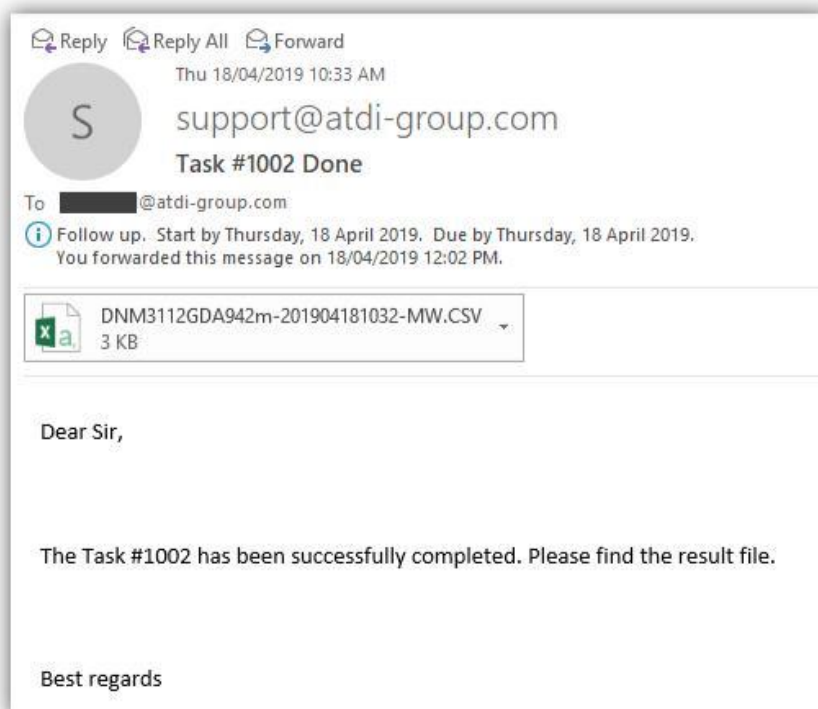 Reply Reply All Forward
Thu 18/04/2019 10:33 AM
S
support@atdi-group.com
Task #1002 Done
To @atdi-group.com
Follow up. Start by Thursday, 18 April 2019. Due by Thursday, 18 April 2019.
You forwarded this message on 18/04/2019 12:02 PM.
DNM3112GDA942m-201904181032-MW.CSV
3 KB
Dear Sir,
The Task #1002 has been successfully completed. Please find the result file.
Best regards